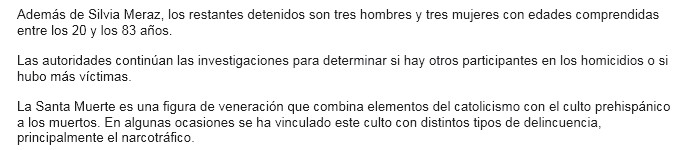 Además de Silvia Meraz, los restantes detenidos son tres hombres y tres mujeres con edades comprendidas
entre los 20 y los 83 años.
Las autoridades continúan las investigaciones para determinar si hay otros participantes en los homicidios o si
hubo más víctimas.
La Santa Muerte es una figura de veneración que combina elementos del catolicismo con el culto prehispánico
a los muertos. En algunas ocasiones se ha vinculado este culto con distintos tipos de delincuencia,
principalmente el narcotráfico.